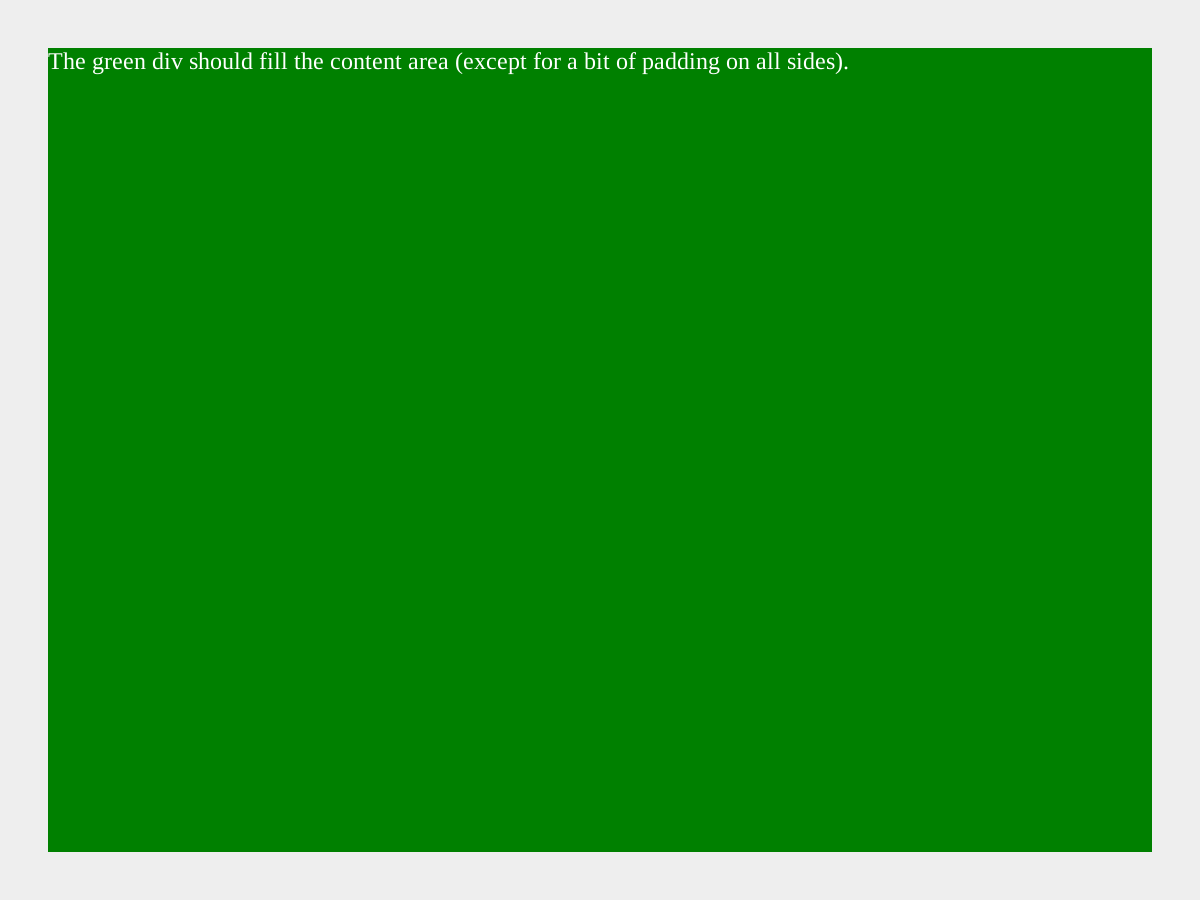 The green div should fill the content area (except for a bit of padding on all sides).